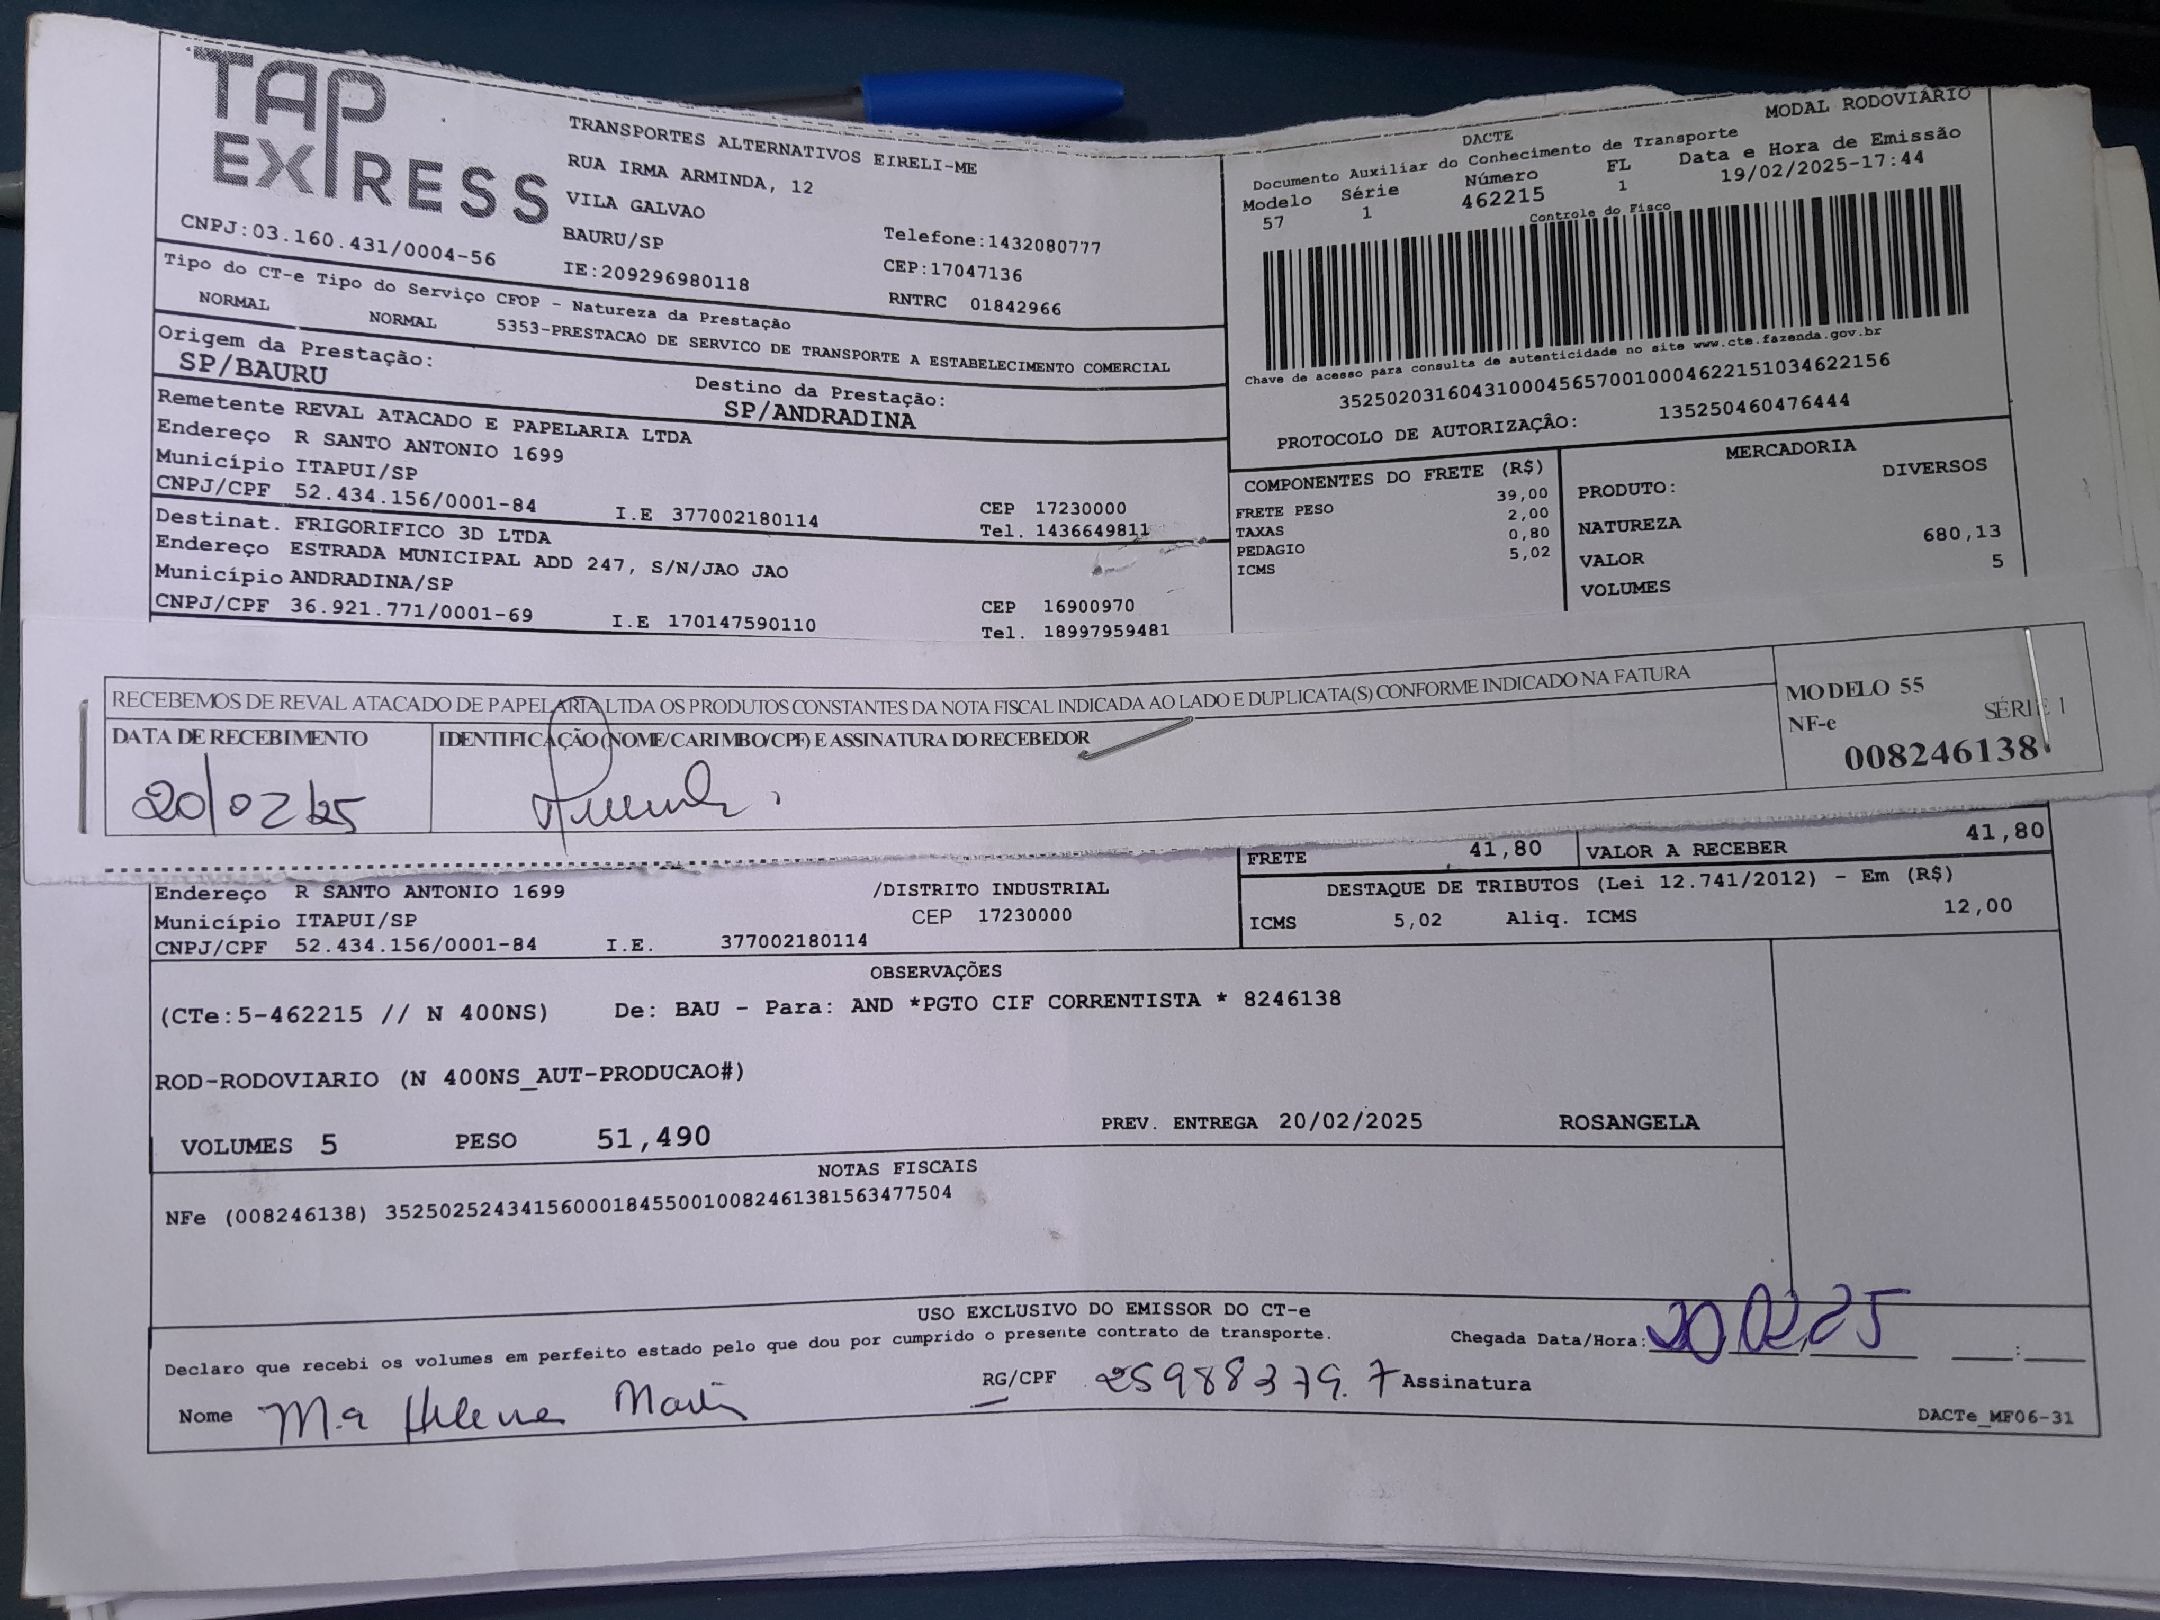 TAP
EXPRESS
CNPJ:03.160.431/0004-56
TRANSPORTES ALTERNATIVOS EIRELI-ME
RUA IRMA ARMINDA, 12
VILA GALVAO
BAURU/SP
IE:209296980118
Telefone:1432080777
CEP:17047136
RNTRC 01842966
Tipo do CT-e Tipo do Serviço CFOP - Natureza da Prestação
NORMAL NORMAL 5353-PRESTACAO DE SERVICO DE TRANSPORTE A ESTABELECIMENTO COMERCIAL
Origem da Prestação:
SP/BAURU
Destino da Prestação:
SP/ANDRADINA
Remetente REVAL ATACADO E PAPELARIA LTDA
Endereço R SANTO ANTONIO 1699
Município ITAPUI/SP
CEP 17230000
CNPJ/CPF 52.434.156/0001-84 I.E 377002180114 Tel. 1436649811
Destinat. FRIGORIFICO 3D LTDA
Endereço ESTRADA MUNICIPAL ADD 247, S/N/JAO JAO
Município ANDRADINA/SP
CEP 16900970
CNPJ/CPF 36.921.771/0001-69 I.E 170147590110 Tel. 18997959481
DACTE
MODAL RODOVIÁRIO
Documento Auxiliar do Conhecimento de Transporte
Modelo Série Número FL Data e Hora de Emissão
57 1 462215 1 19/02/2025-17:44
Controle do Fisco
Chave de acesso para consulta de autenticidade no site www.cte.fazenda.gov.br
35250203160431000456570010004622151034622156
PROTOCOLO DE AUTORIZAÇÂO: 135250460476444
COMPONENTES DO FRETE (R$)
FRETE PESO 39,00
TAXAS 2,00
PEDAGIO 0,80
ICMS 5,02
MERCADORIA
PRODUTO: DIVERSOS
NATUREZA
VALOR 680,13
VOLUMES 5
RECEBEMOS DE REVAL ATACADO DE PAPELARIA LTDA OS PRODUTOS CONSTANTES DA NOTA FISCAL INDICADA AO LADO E DUPLICATA(S) CONFORME INDICADO NA FATURA
DATA DE RECEBIMENTO
IDENTIFICAÇÃO (NOME/CARIMBO/CPF) E ASSINATURA DO RECEBEDOR
20/02/25
MODELO 55
NF-e SÉRIE 1
008246138
FRETE 41,80 VALOR A RECEBER 41,80
Endereço R SANTO ANTONIO 1699 /DISTRITO INDUSTRIAL
Município ITAPUI/SP CEP 17230000
CNPJ/CPF 52.434.156/0001-84 I.E. 377002180114
DESTAQUE DE TRIBUTOS (Lei 12.741/2012) - Em (R$)
ICMS 5,02 Aliq. ICMS 12,00
OBSERVAÇÕES
(CTe:5-462215 // N 400NS) De: BAU - Para: AND *PGTO CIF CORRENTISTA * 8246138
ROD-RODOVIARIO (N 400NS_AUT-PRODUCAO#)
VOLUMES 5 PESO 51,490 PREV. ENTREGA 20/02/2025 ROSANGELA
NOTAS FISCAIS
NFe (008246138) 35250252434156000184550010082461381563477504
USO EXCLUSIVO DO EMISSOR DO CT-e
Declaro que recebi os volumes em perfeito estado pelo que dou por cumprido o presente contrato de transporte.
Chegada Data/Hora: 20/02/25 :
Nome Mª Helena RG/CPF 25988379.7 Assinatura
DACTe_MF06-31